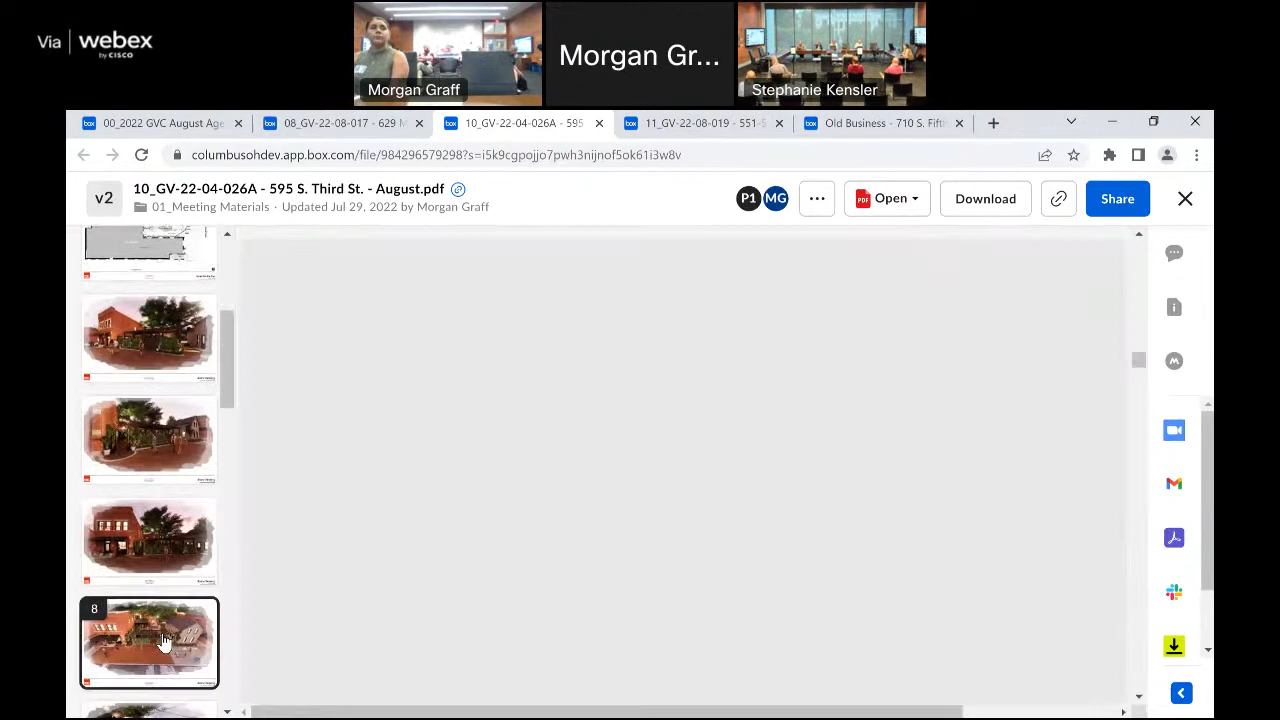 Via webex
by CISCO
Morgan Graff
Morgan Gr...
Stephanie Kensler
00_2022 GVC August Age
08_GV-22-08-017 - 629 M
10_GV-22-04-026A - 595
11_GV-22-08-019 - 551-5
Old Business - 710 S. Fifth
columbusohdev.app.box.com/file/984296579298?s=i5k9cgpojjo7pwh3nijnof5ok61i3w8v
v2
10_GV-22-04-026A - 595 S. Third St. - August.pdf
01_Meeting Materials · Updated Jul 29, 2022 by Morgan Graff
P1 MG
Open
Download
Share
8